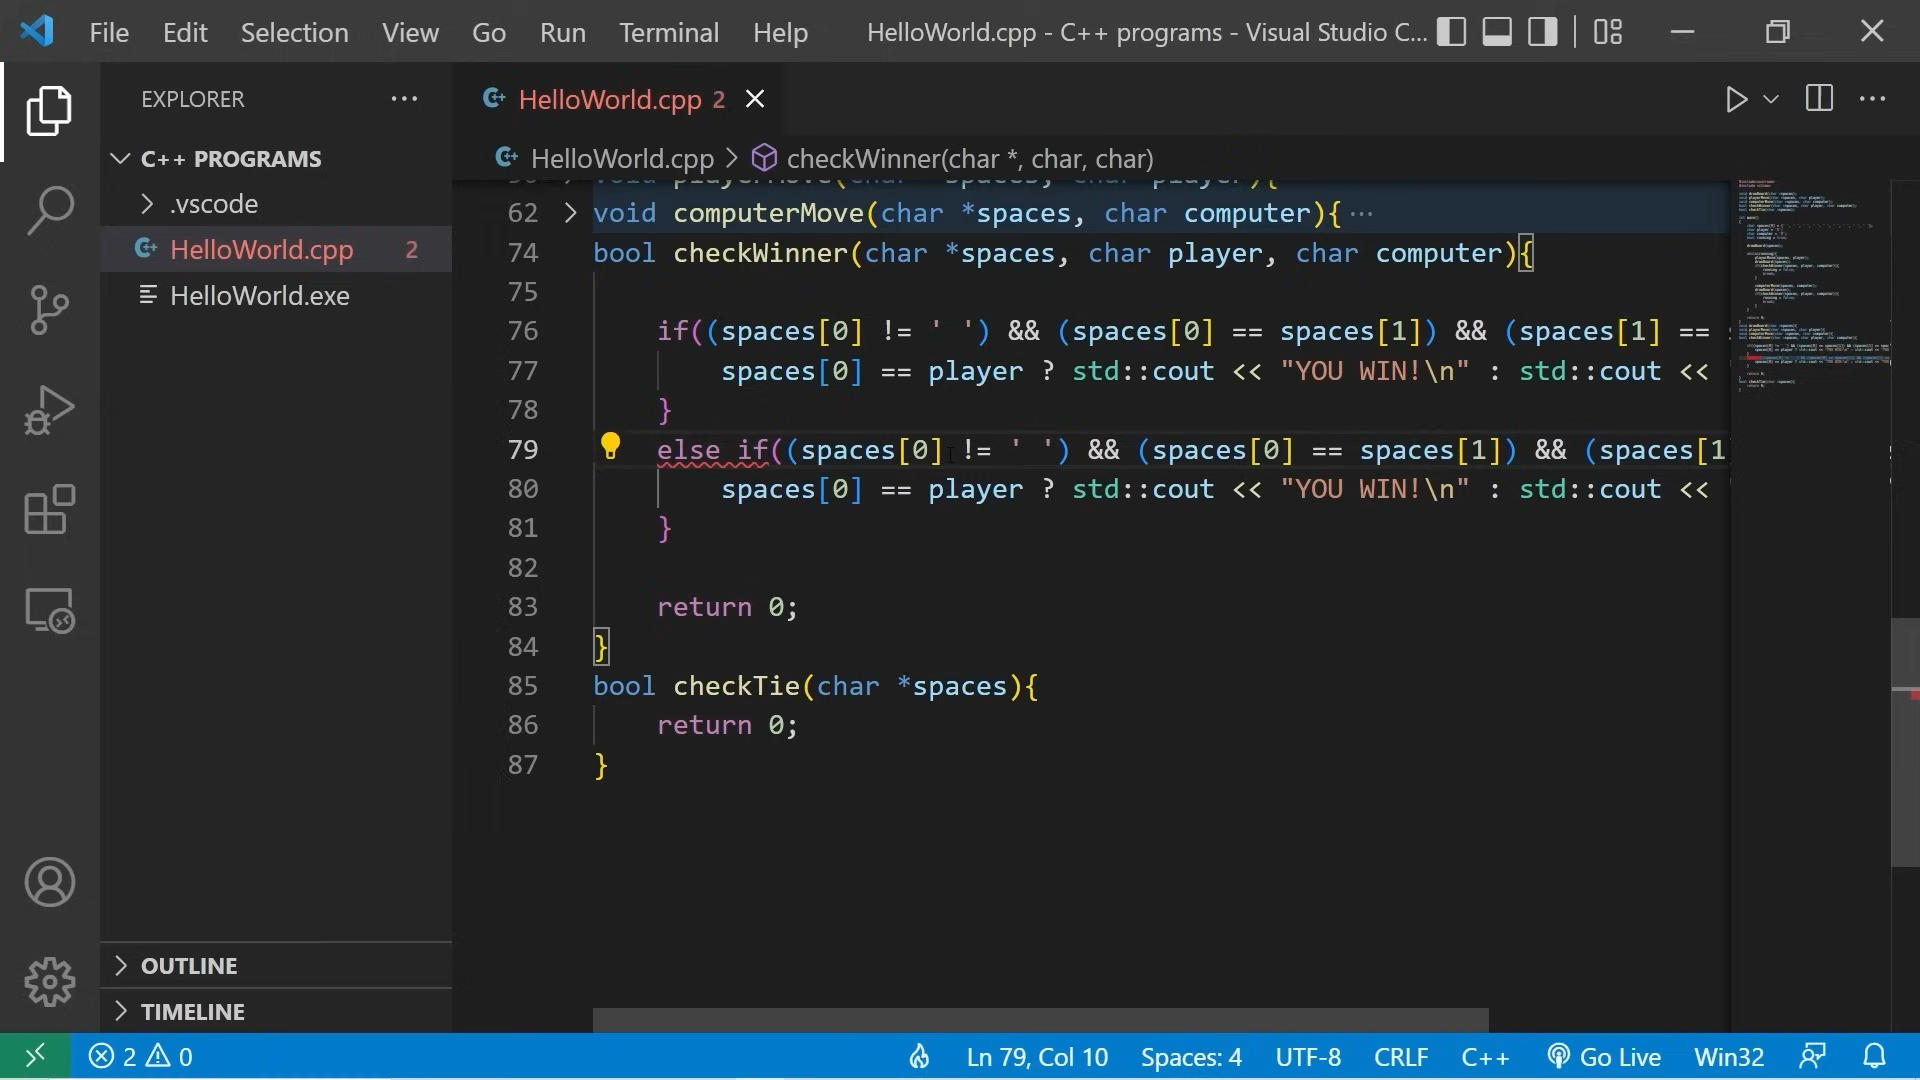 File Edit Selection View Go Run Terminal Help HelloWorld.cpp - C++ programs - Visual Studio C...
EXPLORER ...
HelloWorld.cpp 2
C++ PROGRAMS
HelloWorld.cpp > checkWinner(char *, char, char)
.vscode
HelloWorld.cpp 2
HelloWorld.exe
62 void computerMove(char *spaces, char computer){...
74 bool checkWinner(char *spaces, char player, char computer){
75
76 if((spaces[0] != ' ') && (spaces[0] == spaces[1]) && (spaces[1] ==
77 spaces[0] == player ? std::cout << "YOU WIN!\n" : std::cout <<
78 }
79 else if((spaces[0] != ' ') && (spaces[0] == spaces[1]) && (spaces[1
80 spaces[0] == player ? std::cout << "YOU WIN!\n" : std::cout <<
81 }
82
83 return 0;
84 }
85 bool checkTie(char *spaces){
86 return 0;
87 }
OUTLINE
TIMELINE
2 0 Ln 79, Col 10 Spaces: 4 UTF-8 CRLF C++ Go Live Win32